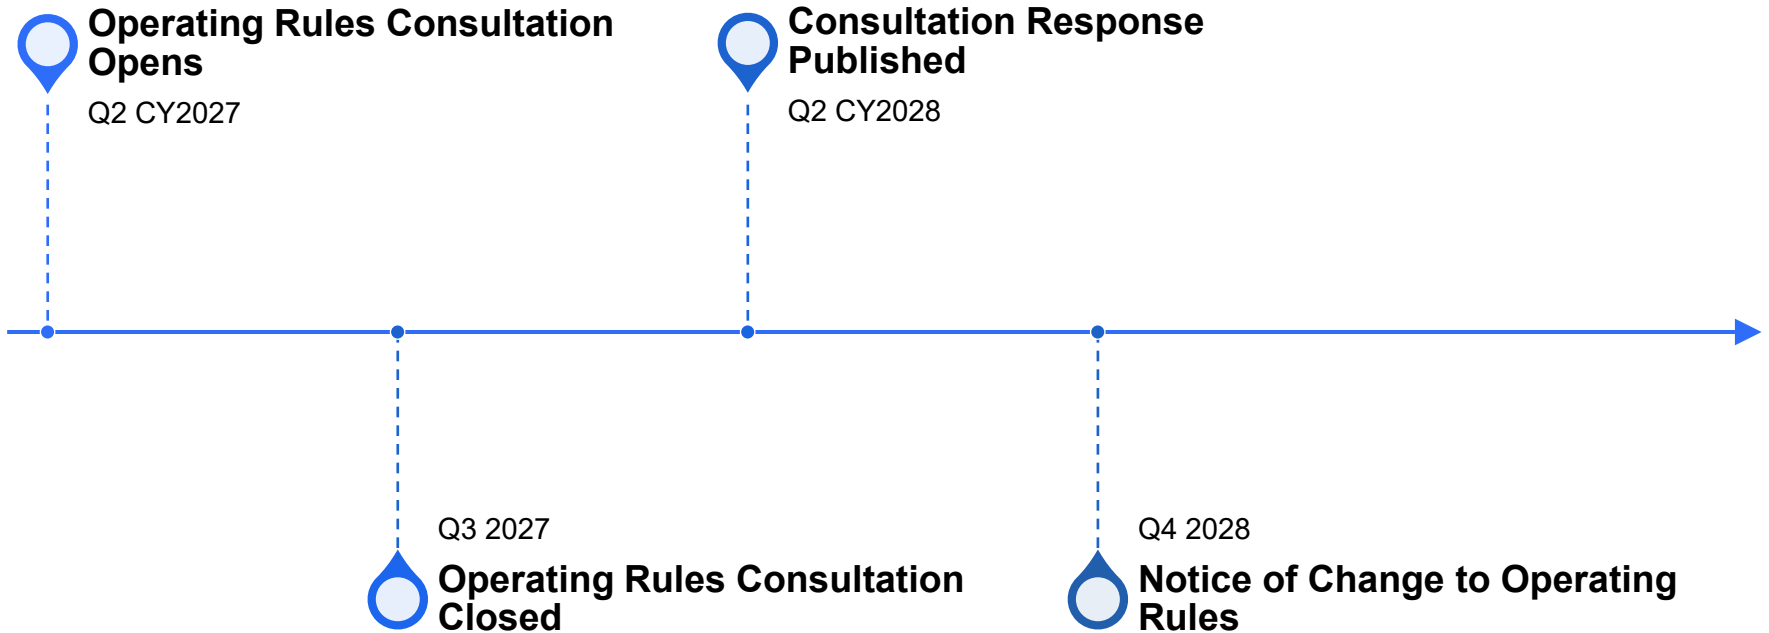 Operating Rules Consultation
Opens
Q2 CY2027
Consultation Response
Published
Q2 CY2028
Q3 2027
Operating Rules Consultation
Closed
Q4 2028
Notice of Change to Operating
Rules